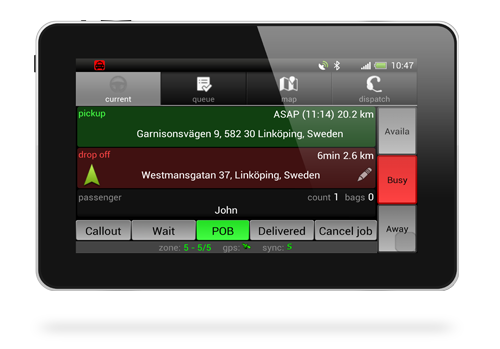 10:47
current queue map dispatch
pickup ASAP (11:14) 20.2 km
Garnisonsvägen 9, 582 30 Linköping, Sweden
Availa
drop off 6min 2.6 km
Westmansgatan 37, Linköping, Sweden
Busy
passenger count 1 bags 0
John
Callout Wait POB Delivered Cancel job
Away
zone: 5 - 5/5 gps: sync: S